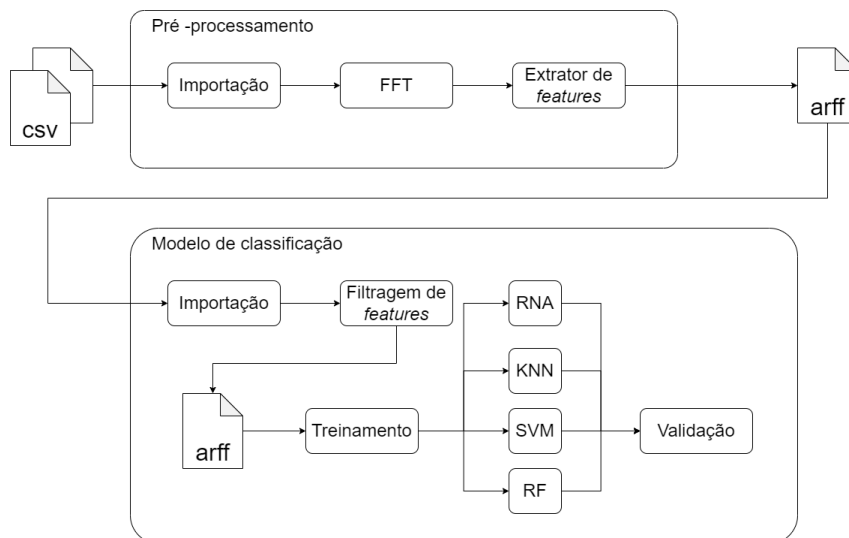 Pré -processamento
Importação
FFT
Extrator de
features
csv
arff
Modelo de classificação
Importação
Filtragem de
features
RNA
KNN
arff
Treinamento
SVM
Validação
RF